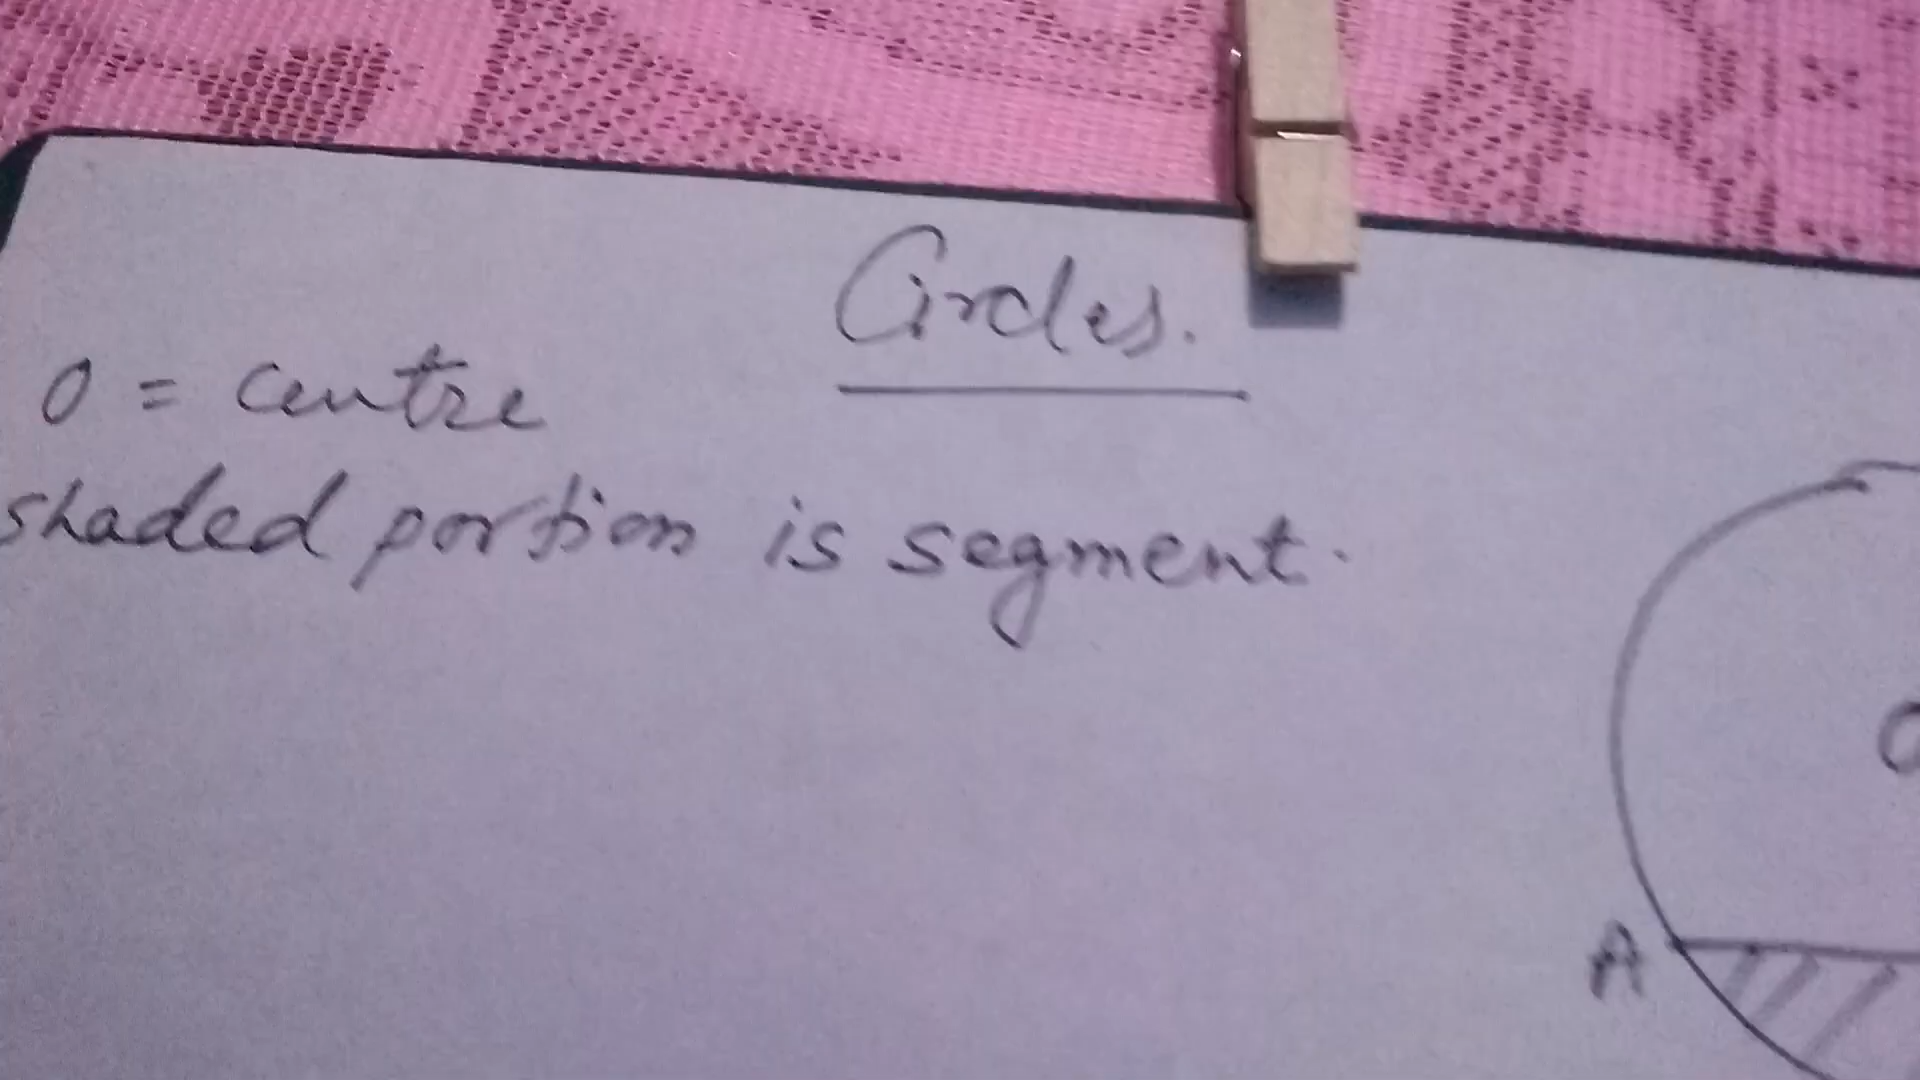 Circles.
O = centre
shaded portion is segment.
O
A